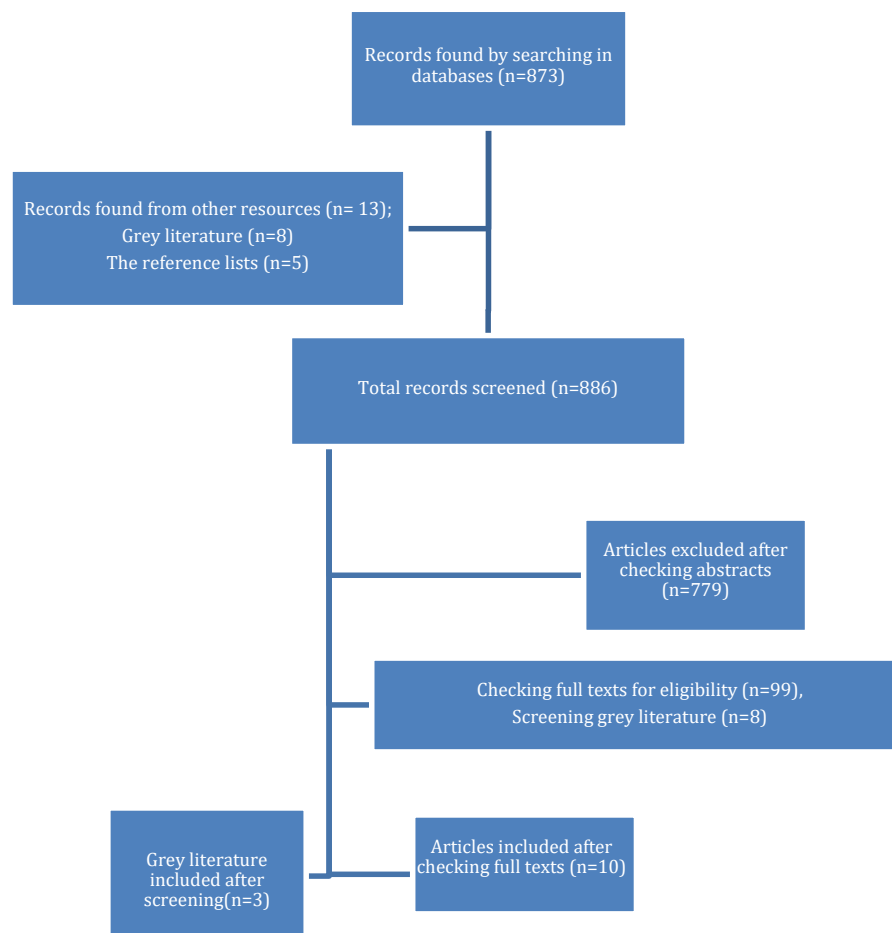 Records found by searching in
databases (n=873)
Records found from other resources (n= 13);
Grey literature (n=8)
The reference lists (n=5)
Total records screened (n=886)
Articles excluded after
checking abstracts
(n=779)
Checking full texts for eligibility (n=99),
Screening grey literature (n=8)
Grey literature
included after
screening(n=3)
Articles included after
checking full texts (n=10)